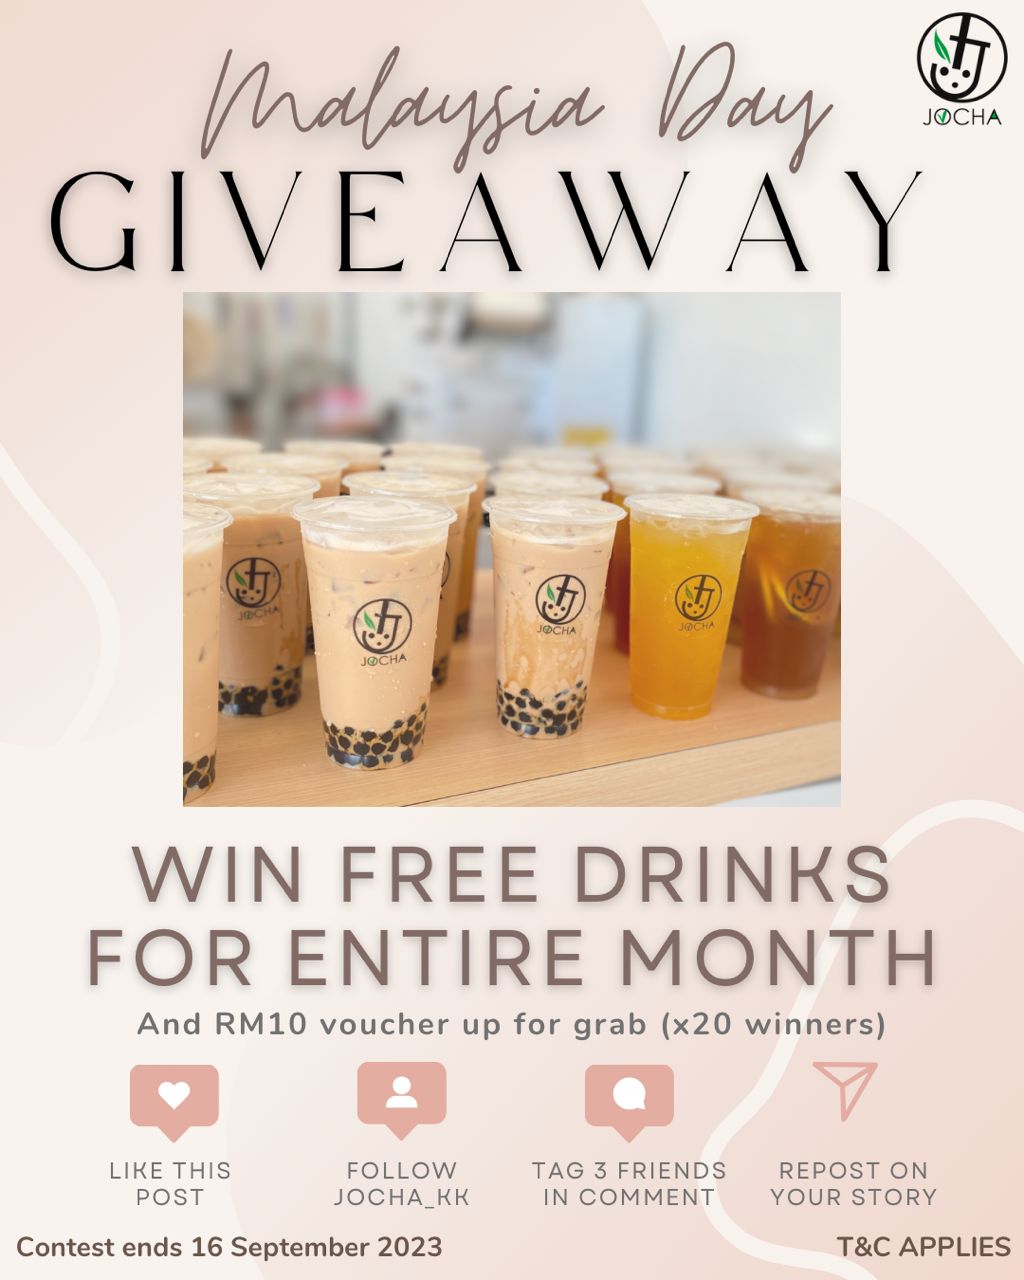 JOCHA
Malaysia Day
GIVEAWAY
JOCHA
JOCHA
JOCHA
JOCHA
WIN FREE DRINKS
FOR ENTIRE MONTH
And RM10 voucher up for grab (x20 winners)
LIKE THIS
POST
FOLLOW
JOCHA_KK
TAG 3 FRIENDS
IN COMMENT
REPOST ON
YOUR STORY
Contest ends 16 September 2023
T&C APPLIES